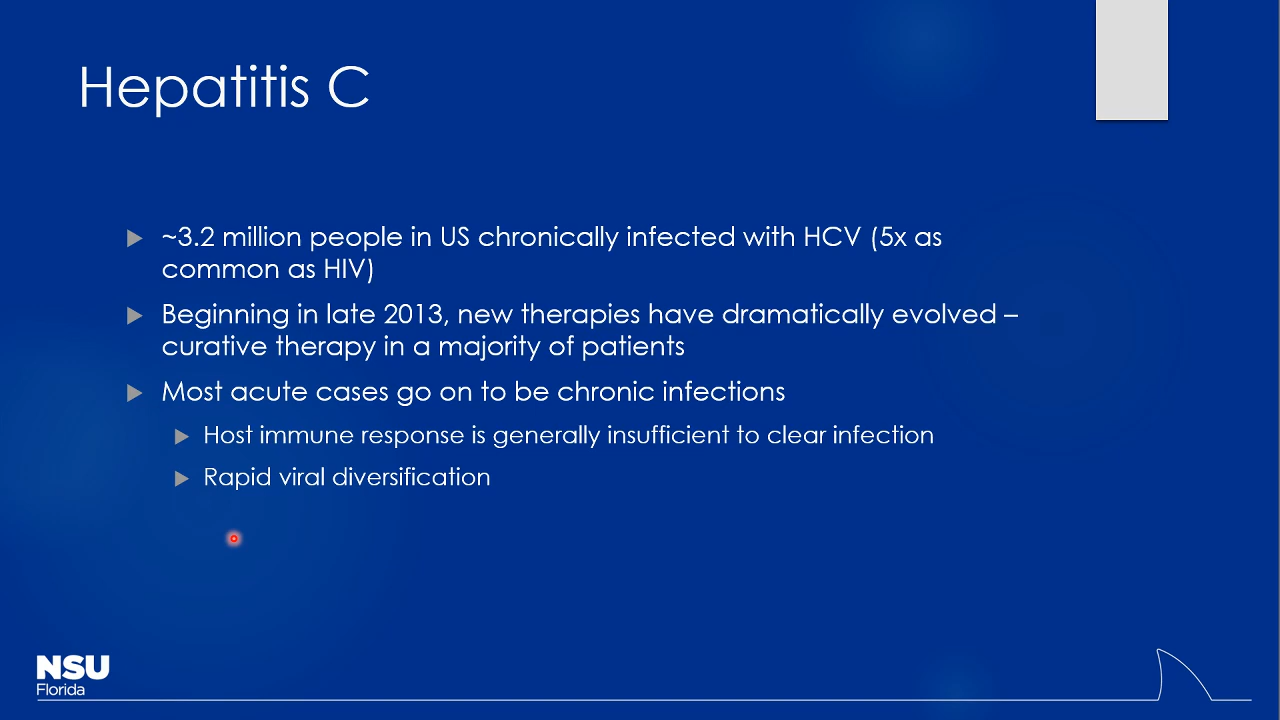 Hepatitis C
~3.2 million people in US chronically infected with HCV (5x as
common as HIV)
Beginning in late 2013, new therapies have dramatically evolved –
curative therapy in a majority of patients
Most acute cases go on to be chronic infections
Host immune response is generally insufficient to clear infection
Rapid viral diversification
NSU
Florida